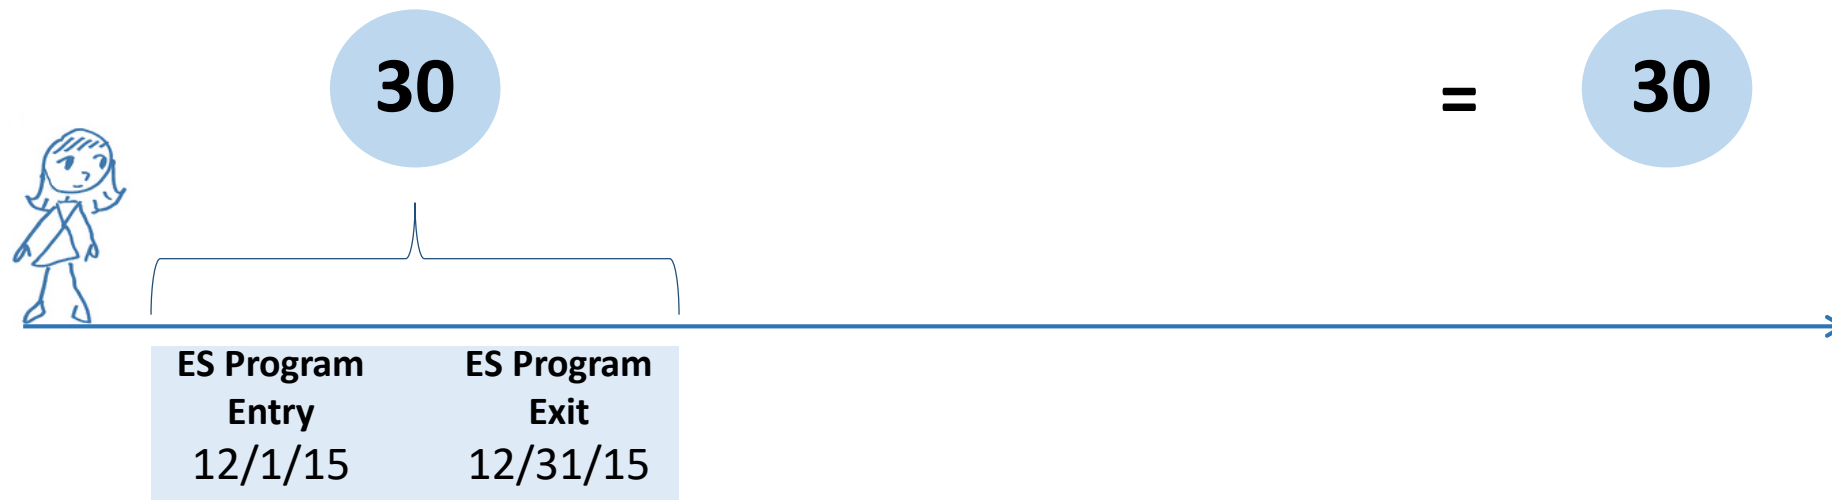 30
= 30
ES Program
Entry
12/1/15
ES Program
Exit
12/31/15